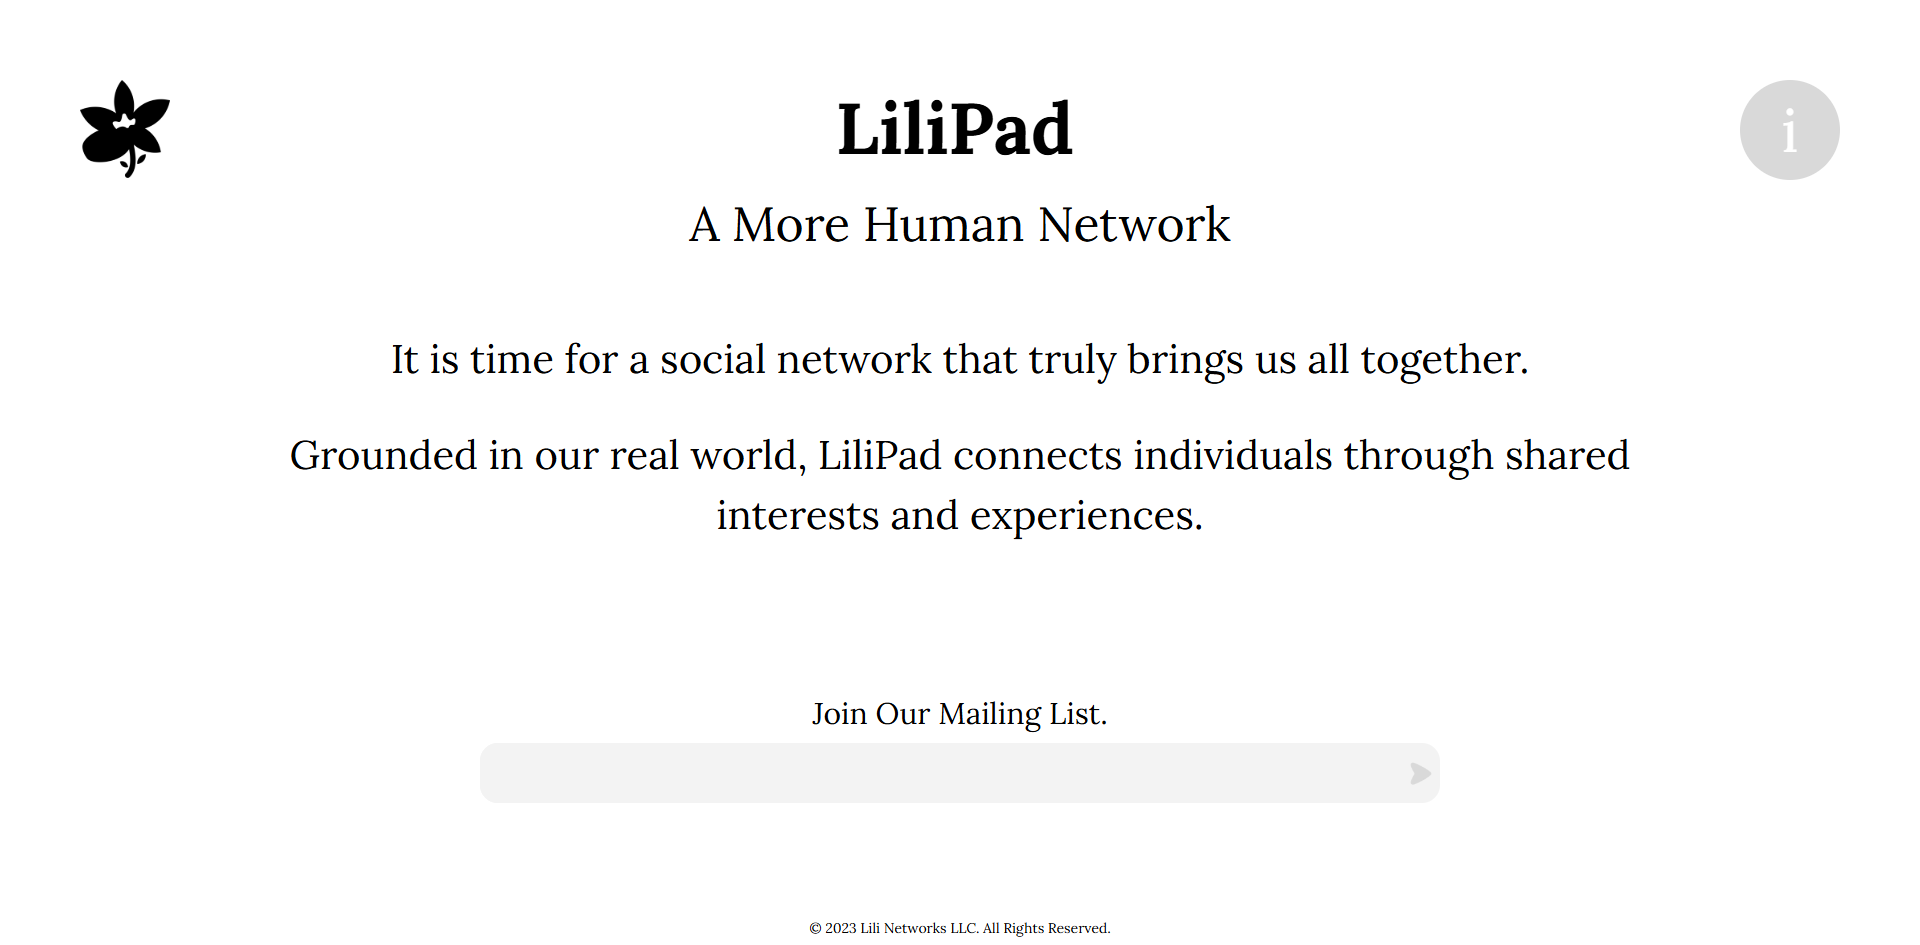 LiliPad
i
A More Human Network
It is time for a social network that truly brings us all together.
Grounded in our real world, LiliPad connects individuals through shared
interests and experiences.
Join Our Mailing List.
© 2023 Lili Networks LLC. All Rights Reserved.